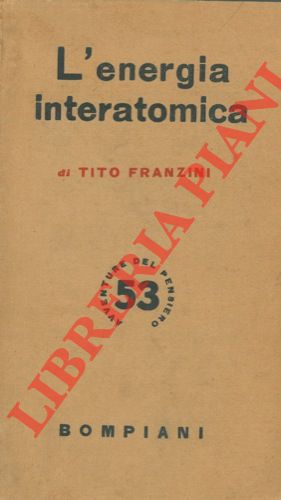 L'energia
interatomica
di TITO FRANZINI
AVVENTURE DEL PENSIERO
53
BOMPIANI
LIBRERIA PIANI